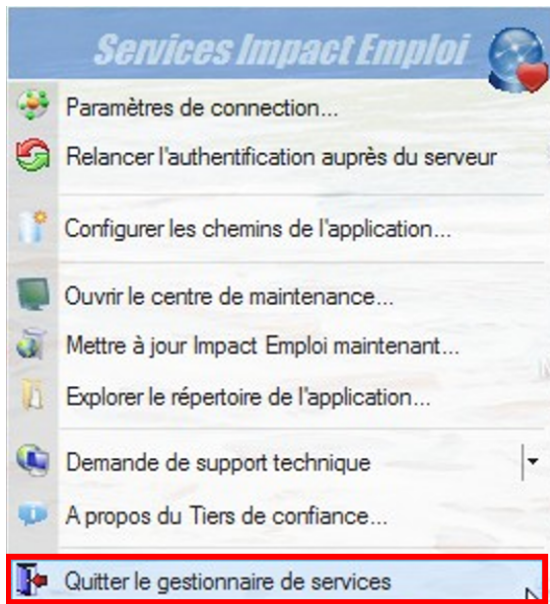 Services Impact Emploi
Paramètres de connection...
Relancer l'authentification auprès du serveur
Configurer les chemins de l'application...
Ouvrir le centre de maintenance...
Mettre à jour Impact Emploi maintenant...
Explorer le répertoire de l'application...
Demande de support technique
A propos du Tiers de confiance...
Quitter le gestionnaire de services